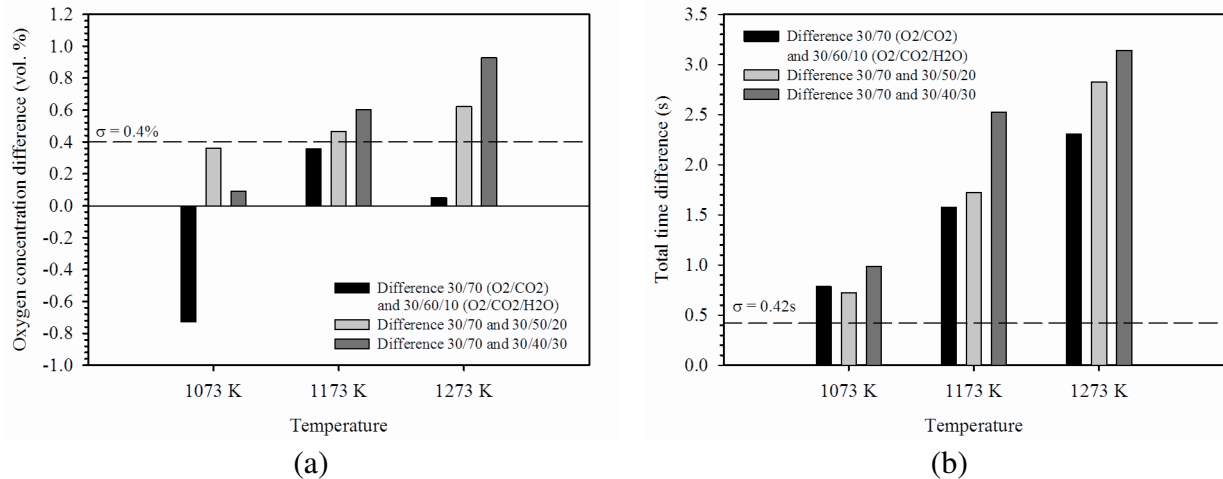 Oxygen concentration difference (vol. %)
1.2
1.0
0.8
0.6
0.4
0.2
0.0
-0.2
-0.4
-0.6
-0.8
-1.0
σ = 0.4%
Difference 30/70 (O2/CO2)
and 30/60/10 (O2/CO2/H2O)
Difference 30/70 and 30/50/20
Difference 30/70 and 30/40/30
1073 K 1173 K 1273 K
Temperature
(a)
Total time difference (s)
3.5
3.0
2.5
2.0
1.5
1.0
0.5
0.0
Difference 30/70 (O2/CO2)
and 30/60/10 (O2/CO2/H2O)
Difference 30/70 and 30/50/20
Difference 30/70 and 30/40/30
σ = 0.42s
1073 K 1173 K 1273 K
Temperature
(b)